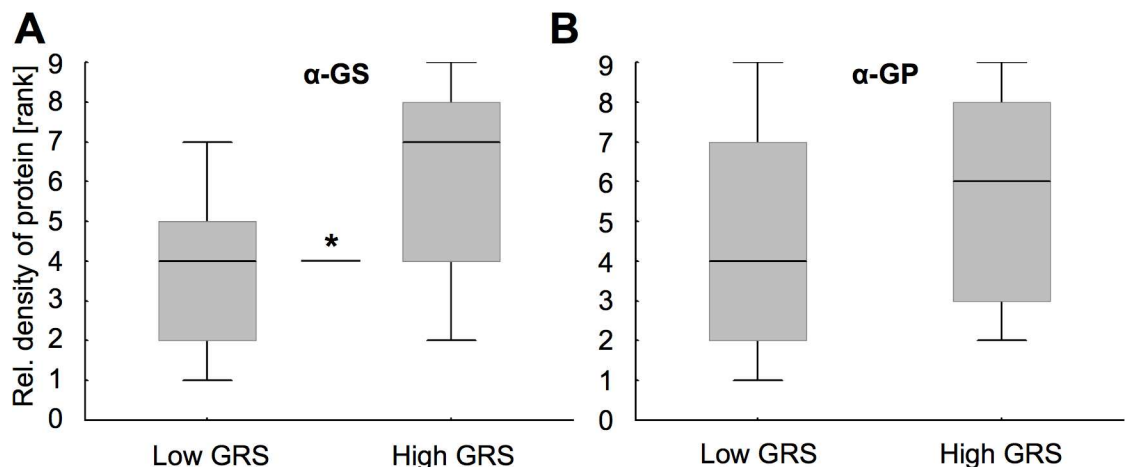 A
Rel. density of protein [rank]
9
8
7
6
5
4
3
2
1
0
α-GS
*
Low GRS
High GRS
B
9
8
7
6
5
4
3
2
1
0
α-GP
Low GRS
High GRS